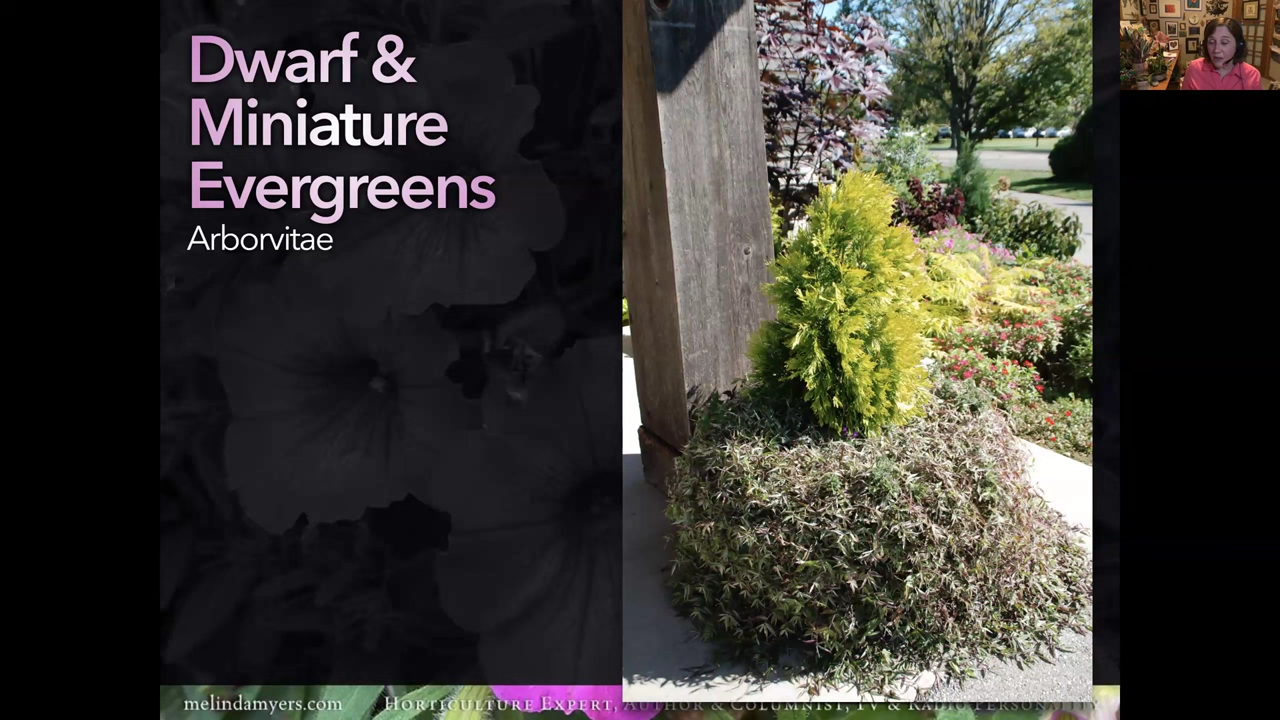 Dwarf &
Miniature
Evergreens
Arborvitae
melindamyers.com
Horticulture Expert, Author & Columnist, TV & Radio Personality